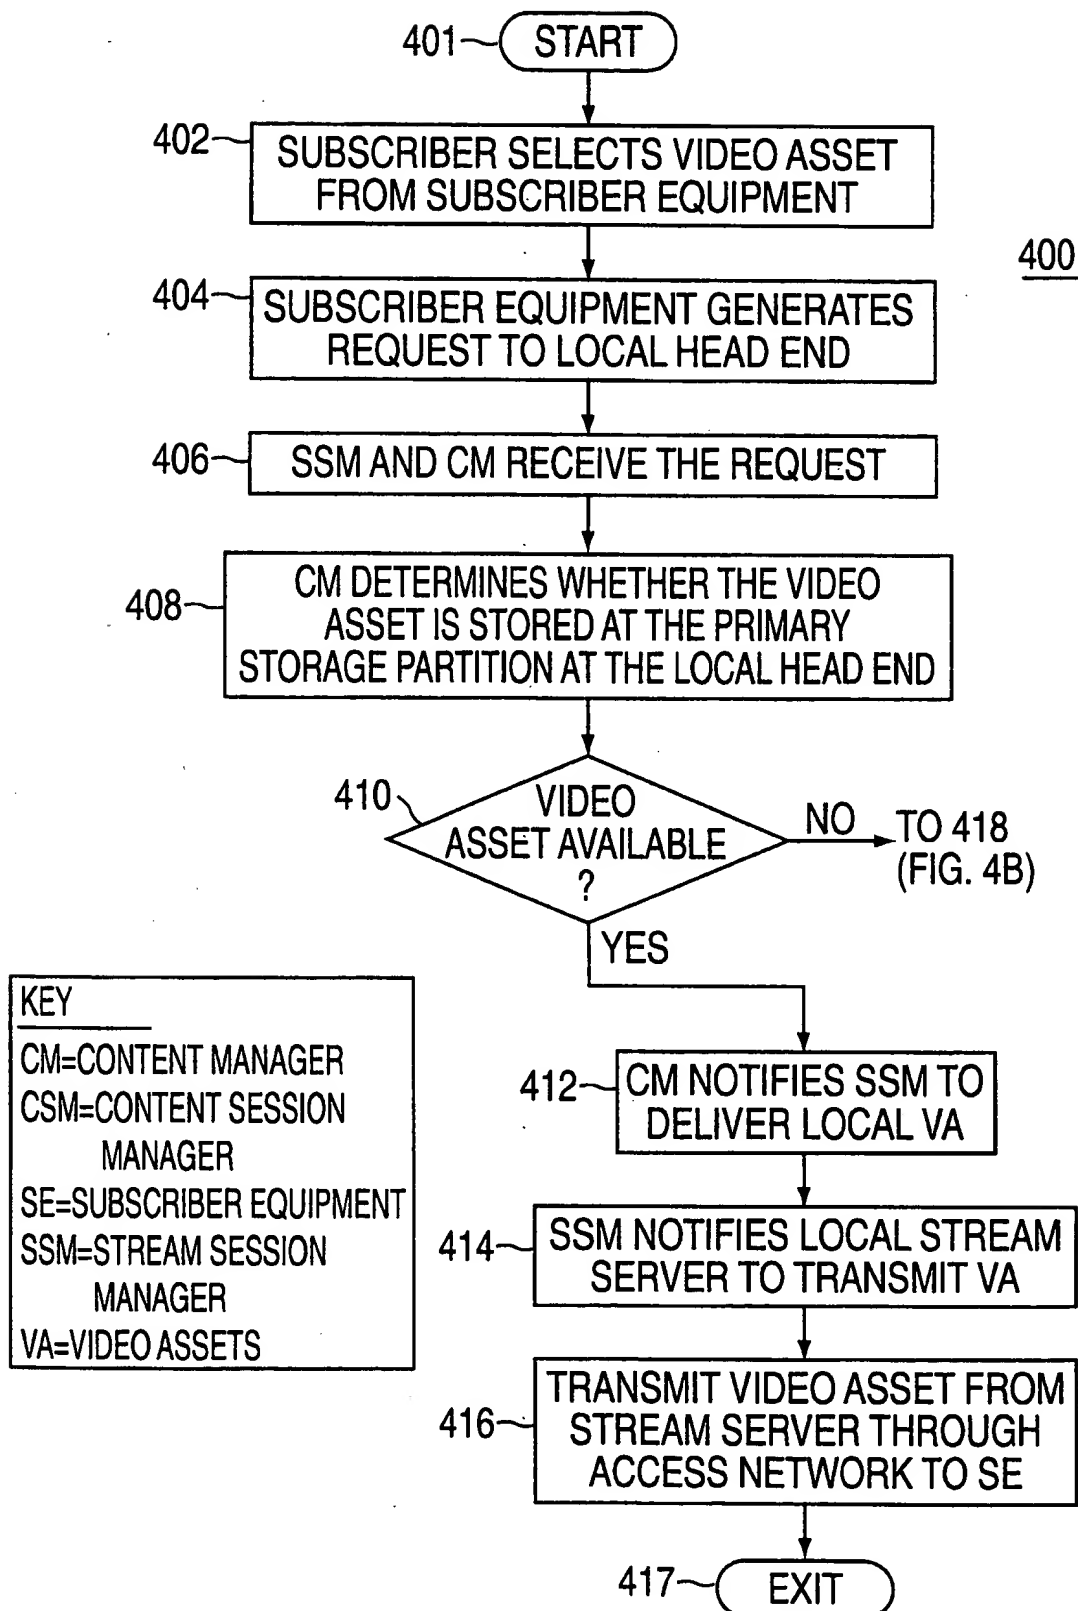 401
START
402
SUBSCRIBER SELECTS VIDEO ASSET
FROM SUBSCRIBER EQUIPMENT
400
404
SUBSCRIBER EQUIPMENT GENERATES
REQUEST TO LOCAL HEAD END
406
SSM AND CM RECEIVE THE REQUEST
408
CM DETERMINES WHETHER THE VIDEO
ASSET IS STORED AT THE PRIMARY
STORAGE PARTITION AT THE LOCAL HEAD END
410
VIDEO
ASSET AVAILABLE
?
NO
TO 418
(FIG. 4B)
YES
KEY
CM=CONTENT MANAGER
CSM=CONTENT SESSION
MANAGER
SE=SUBSCRIBER EQUIPMENT
SSM=STREAM SESSION
MANAGER
VA=VIDEO ASSETS
412
CM NOTIFIES SSM TO
DELIVER LOCAL VA
414
SSM NOTIFIES LOCAL STREAM
SERVER TO TRANSMIT VA
416
TRANSMIT VIDEO ASSET FROM
STREAM SERVER THROUGH
ACCESS NETWORK TO SE
417
EXIT